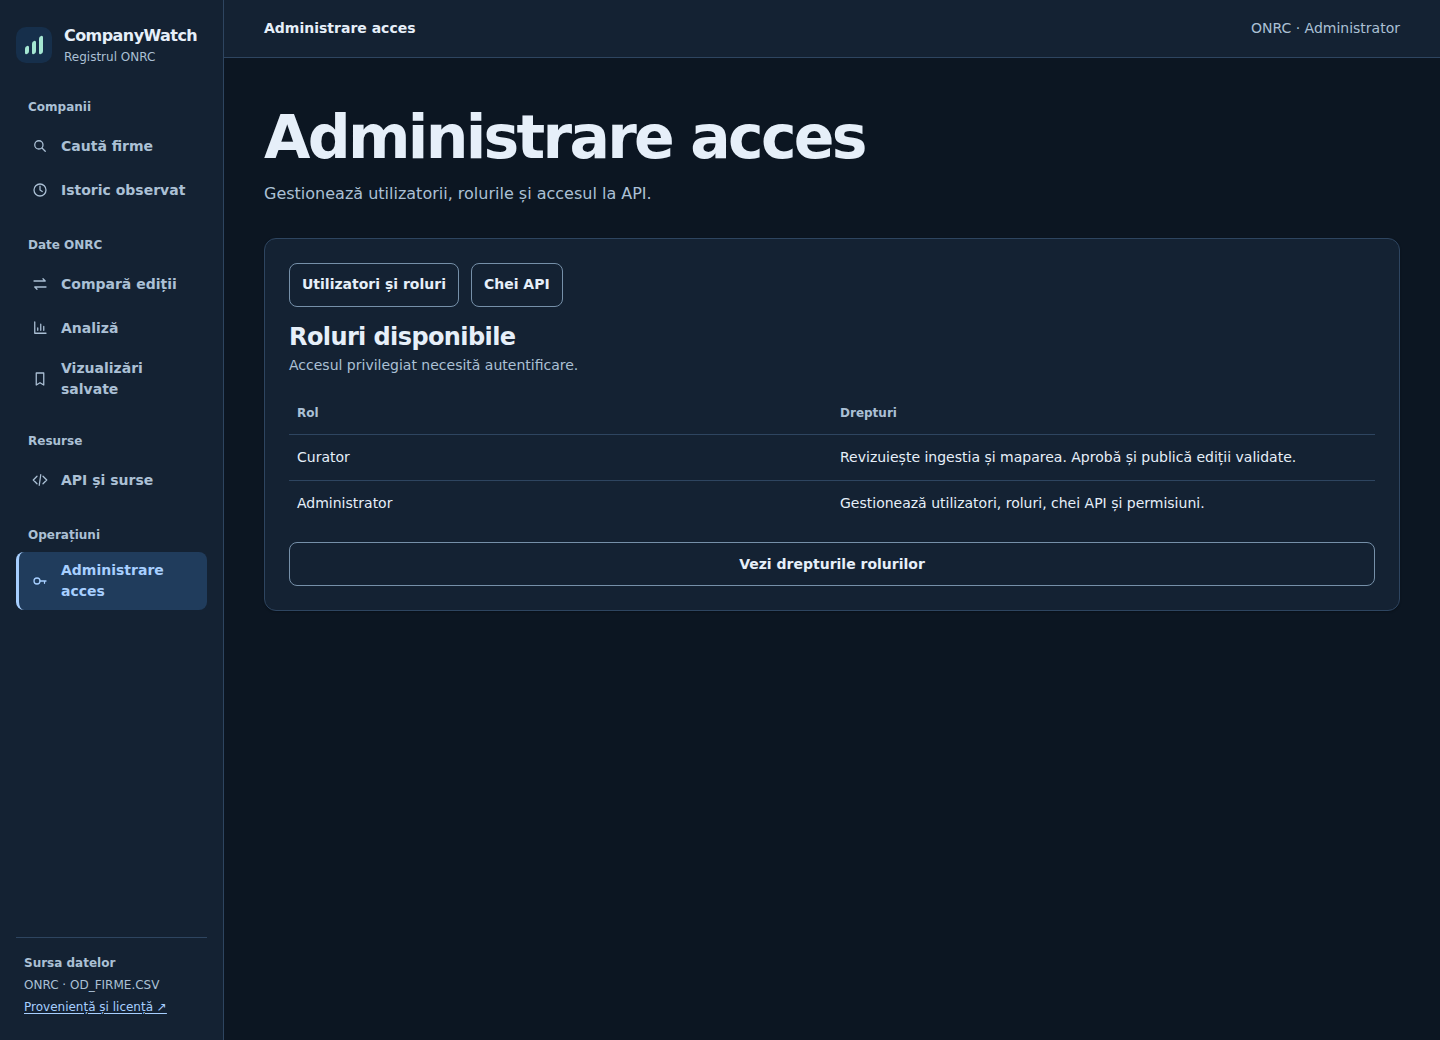 CompanyWatch
Registrul ONRC
Companii
Caută firme
Istoric observat
Date ONRC
Compară ediții
Analiză
Vizualizări
salvate
Resurse
API și surse
Operațiuni
Administrare
acces
Sursa datelor
ONRC · OD_FIRME.CSV
Proveniență și licență ↗
Administrare acces
ONRC · Administrator
Administrare acces
Gestionează utilizatorii, rolurile și accesul la API.
Utilizatori și roluri
Chei API
Roluri disponibile
Accesul privilegiat necesită autentificare.
Rol
Drepturi
Curator
Revizuiește ingestia și maparea. Aprobă și publică ediții validate.
Administrator
Gestionează utilizatori, roluri, chei API și permisiuni.
Vezi drepturile rolurilor